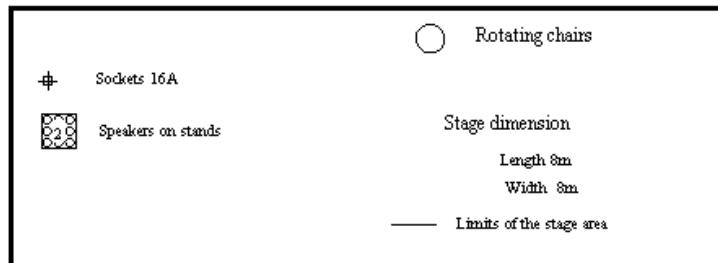 Rotating chairs
Sockets 16A
2
Speakers on stands
Stage dimension
Length 8m
Width 8m
Limits of the stage area